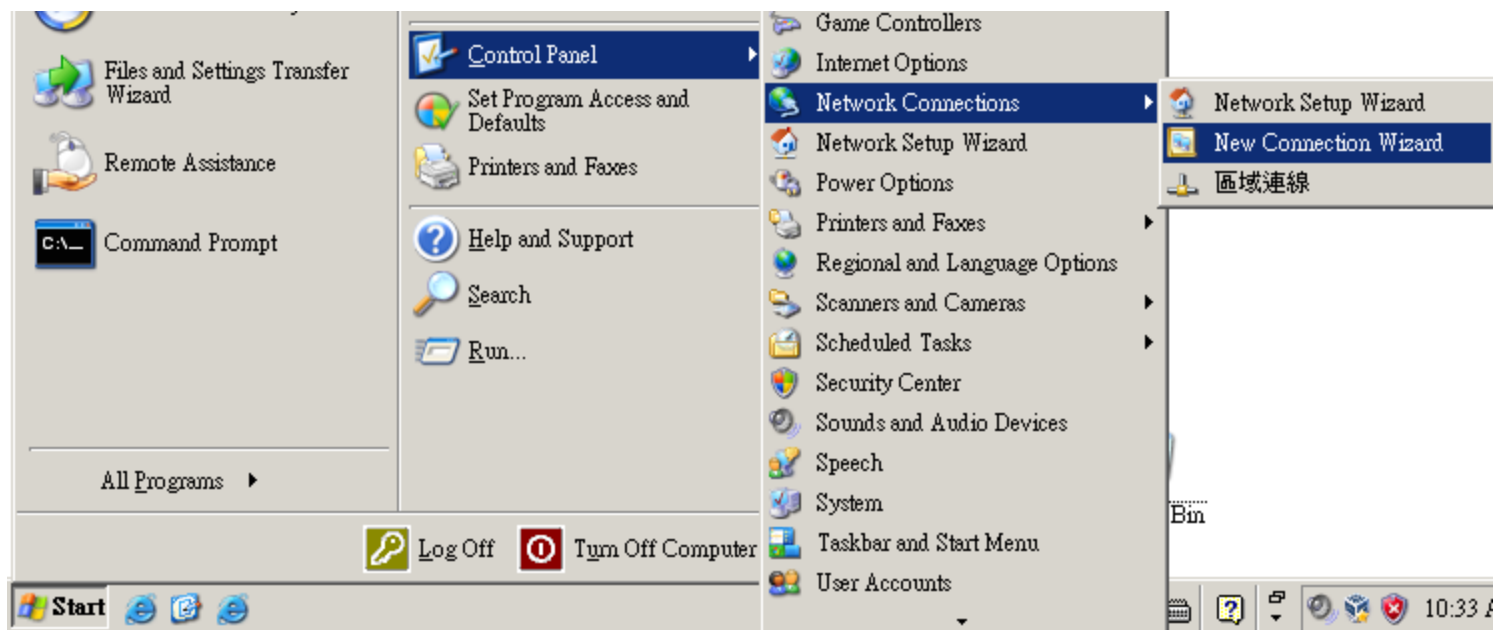 Files and Settings Transfer
Wizard
Remote Assistance
C:\_
Command Prompt
All Programs
Control Panel
Set Program Access and
Defaults
Printers and Faxes
Help and Support
Search
Run...
Log Off
Turn Off Computer
Game Controllers
Internet Options
Network Connections
Network Setup Wizard
Power Options
Printers and Faxes
Regional and Language Options
Scanners and Cameras
Scheduled Tasks
Security Center
Sounds and Audio Devices
Speech
System
Taskbar and Start Menu
User Accounts
Network Setup Wizard
New Connection Wizard
區域連線
Bin
Start
10:33